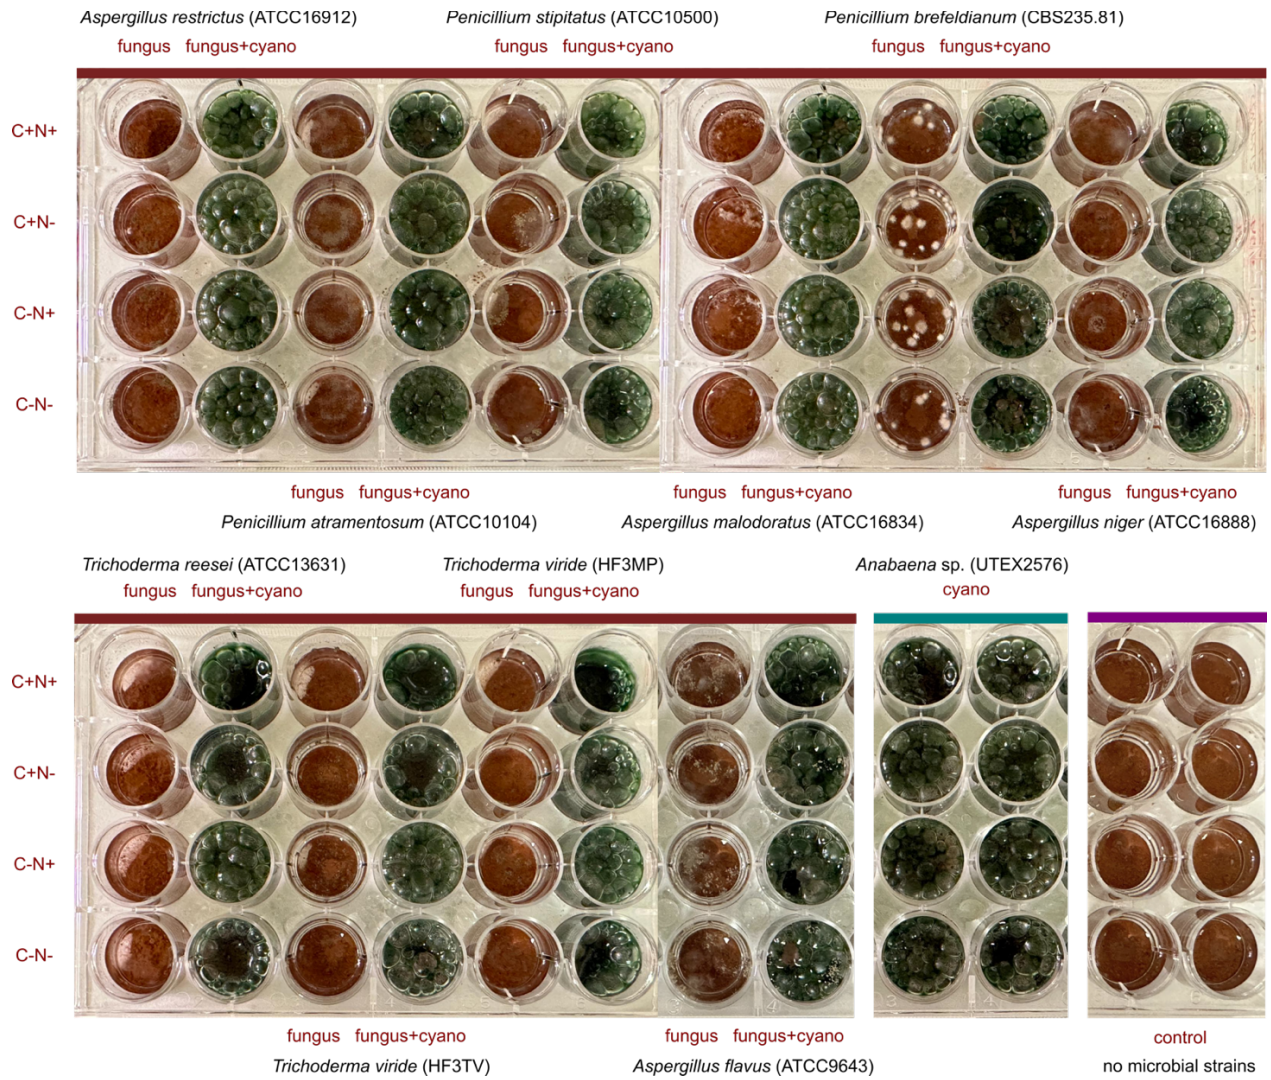 Aspergillus restrictus (ATCC16912) Penicillium stipitatus (ATCC10500) Penicillium brefeldianum (CBS235.81)
fungus fungus+cyano fungus fungus+cyano fungus fungus+cyano
C+N+
C+N-
C-N+
C-N-
fungus fungus+cyano fungus fungus+cyano fungus fungus+cyano
Penicillium atramentosum (ATCC10104) Aspergillus malodoratus (ATCC16834) Aspergillus niger (ATCC16888)
Trichoderma reesei (ATCC13631) Trichoderma viride (HF3MP) Anabaena sp. (UTEX2576)
fungus fungus+cyano fungus fungus+cyano cyano
C+N+
C+N-
C-N+
C-N-
fungus fungus+cyano fungus fungus+cyano control
Trichoderma viride (HF3TV) Aspergillus flavus (ATCC9643) no microbial strains